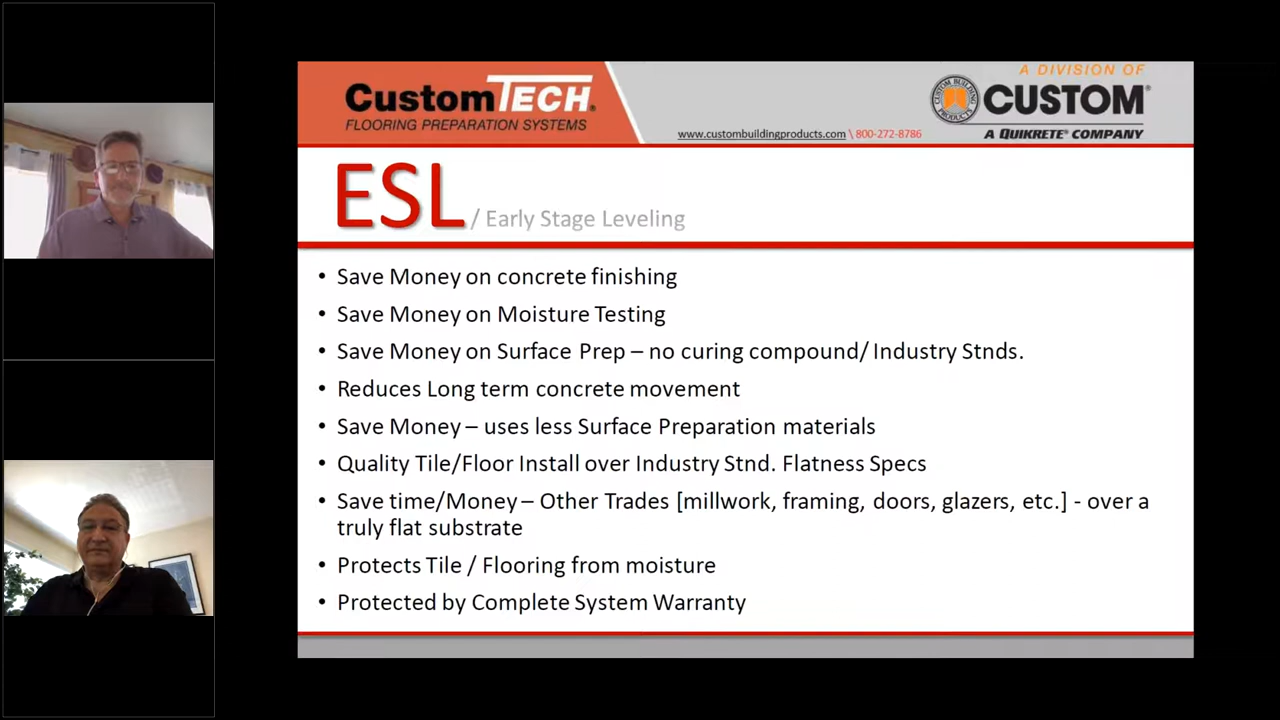 CustomTECH®
FLOORING PREPARATION SYSTEMS
www.custombuildingproducts.com \ 800-272-8786
CUSTOM BUILDING PRODUCTS
A DIVISION OF
CUSTOM®
A QUIKRETE® COMPANY
ESL / Early Stage Leveling
• Save Money on concrete finishing
• Save Money on Moisture Testing
• Save Money on Surface Prep – no curing compound/ Industry Stnds.
• Reduces Long term concrete movement
• Save Money – uses less Surface Preparation materials
• Quality Tile/Floor Install over Industry Stnd. Flatness Specs
• Save time/Money – Other Trades [millwork, framing, doors, glazers, etc.] - over a
truly flat substrate
• Protects Tile / Flooring from moisture
• Protected by Complete System Warranty